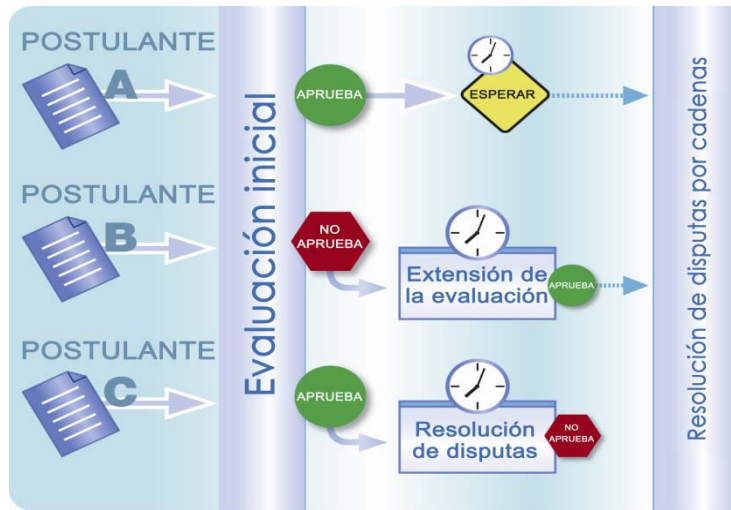 POSTULANTE
A
Evaluación inicial
APRUEBA
ESPERAR
Resolución de disputas por cadenas
POSTULANTE
B
NO
APRUEBA
Extensión de
la evaluación
APRUEBA
POSTULANTE
C
APRUEBA
Resolución
de disputas
NO
APRUEBA